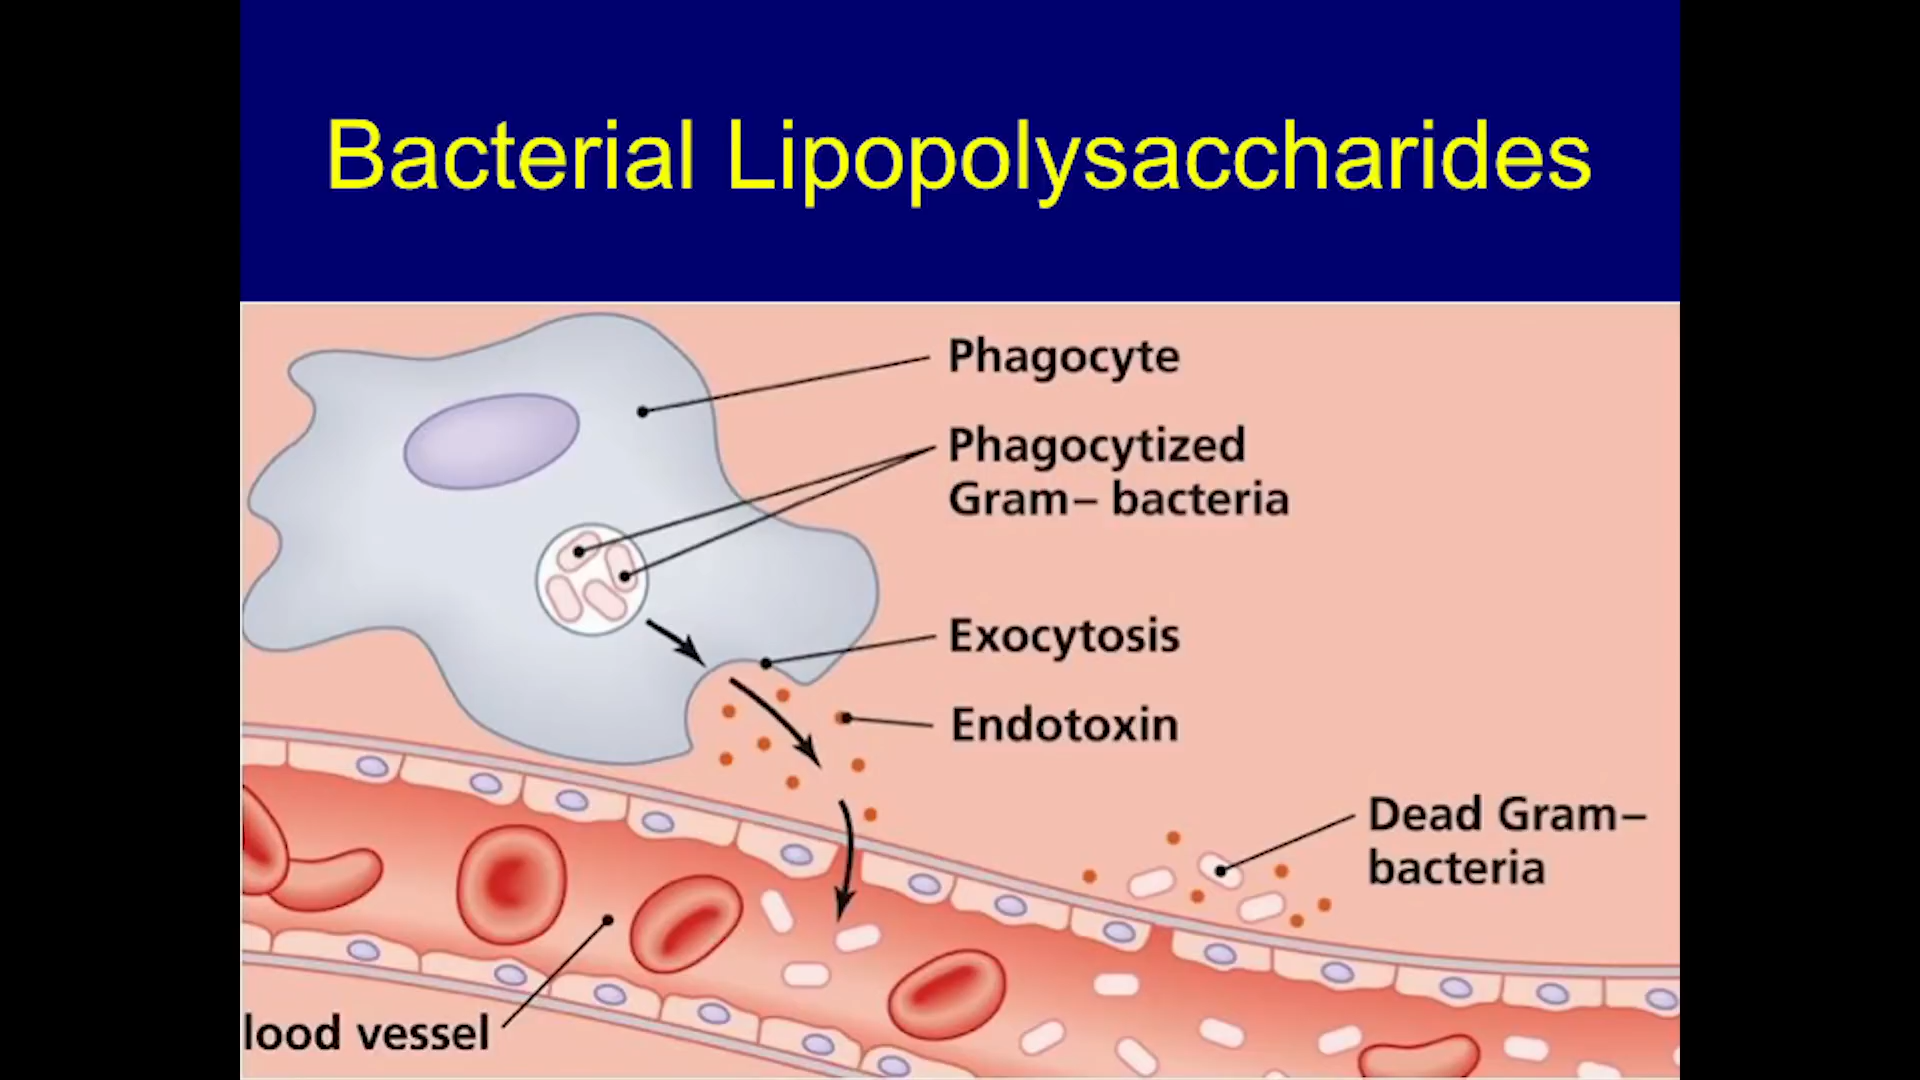 Bacterial Lipopolysaccharides
Phagocyte
Phagocytized
Gram– bacteria
Exocytosis
Endotoxin
Dead Gram–
bacteria
lood vessel